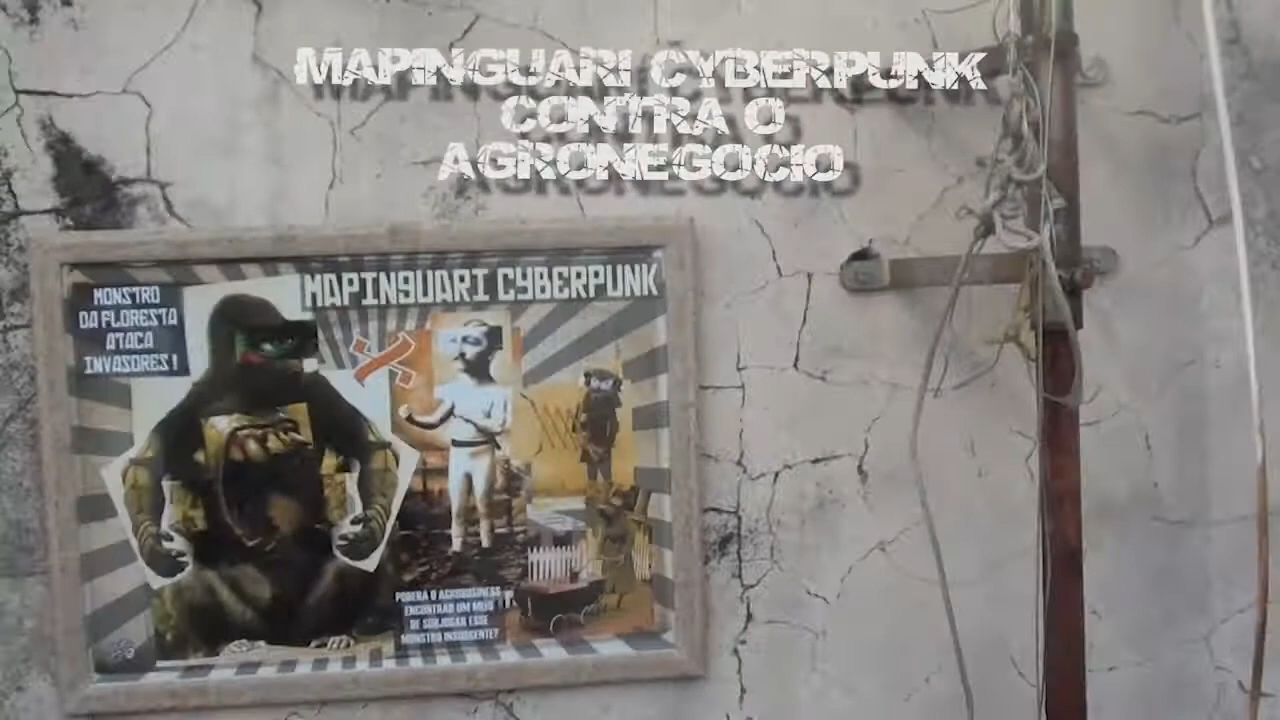 MAPINGUARI CYBERPUNK
CONTRA O
AGRONEGOCIO
MAPINGUARI CYBERPUNK
MONSTRO
DA FLORESTA
ATACA
INVASORES!
PODERÁ O AGROBUSINESS
ENCONTRAR UM MEIO
DE SUBJUGAR ESSE
MONSTRO INSURGENTE?